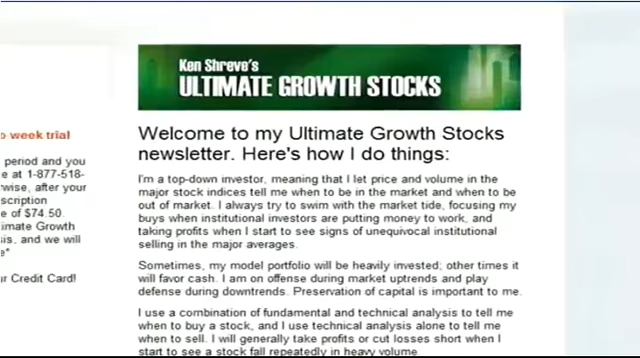 Ken Shreve's
ULTIMATE GROWTH STOCKS
Welcome to my Ultimate Growth Stocks
newsletter. Here's how I do things:
I'm a top-down investor, meaning that I let price and volume in the
major stock indices tell me when to be in the market and when to be
out of market. I always try to swim with the market tide, focusing my
buys when institutional investors are putting money to work, and
taking profits when I start to see signs of unequivocal institutional
selling in the major averages.
Sometimes, my model portfolio will be heavily invested; other times it
will favor cash. I am on offense during market uptrends and play
defense during downtrends. Preservation of capital is important to me.
I use a combination of fundamental and technical analysis to tell me
when to buy a stock, and I use technical analysis alone to tell me
when to sell. I will generally take profits or cut losses short when I
start to see a stock fall repeatedly in heavy volume.
o week trial
period and you
e at 1-877-518-
wise, after your
scription
e of $74.50.
timate Growth
sis, and we will
e"
ur Credit Card!